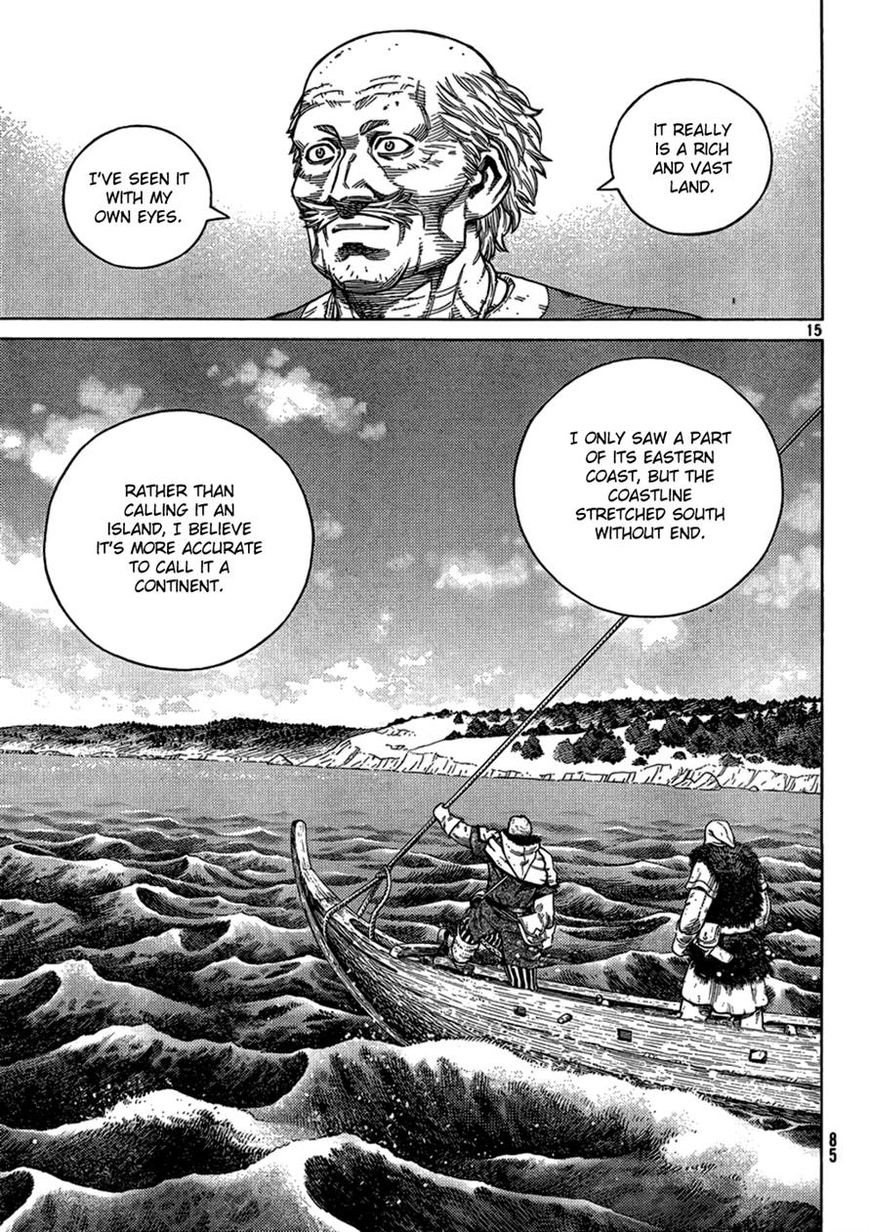 IT REALLY
IS A RICH
AND VAST
LAND.
I'VE SEEN IT
WITH MY
OWN EYES.
15
I ONLY SAW A PART
OF ITS EASTERN
COAST, BUT THE
COASTLINE
STRETCHED SOUTH
WITHOUT END.
RATHER THAN
CALLING IT AN
ISLAND, I BELIEVE
IT'S MORE ACCURATE
TO CALL IT A
CONTINENT.
85